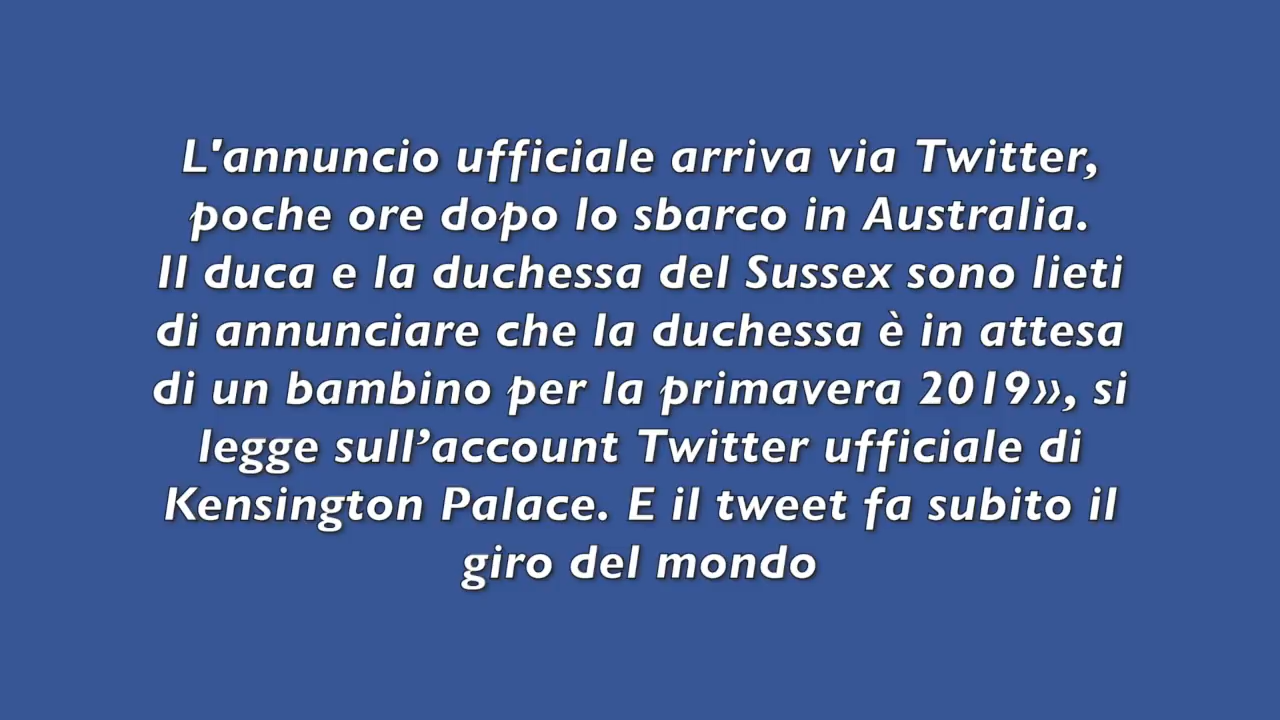 L'annuncio ufficiale arriva via Twitter,
poche ore dopo lo sbarco in Australia.
Il duca e la duchessa del Sussex sono lieti
di annunciare che la duchessa è in attesa
di un bambino per la primavera 2019», si
legge sull’account Twitter ufficiale di
Kensington Palace. E il tweet fa subito il
giro del mondo